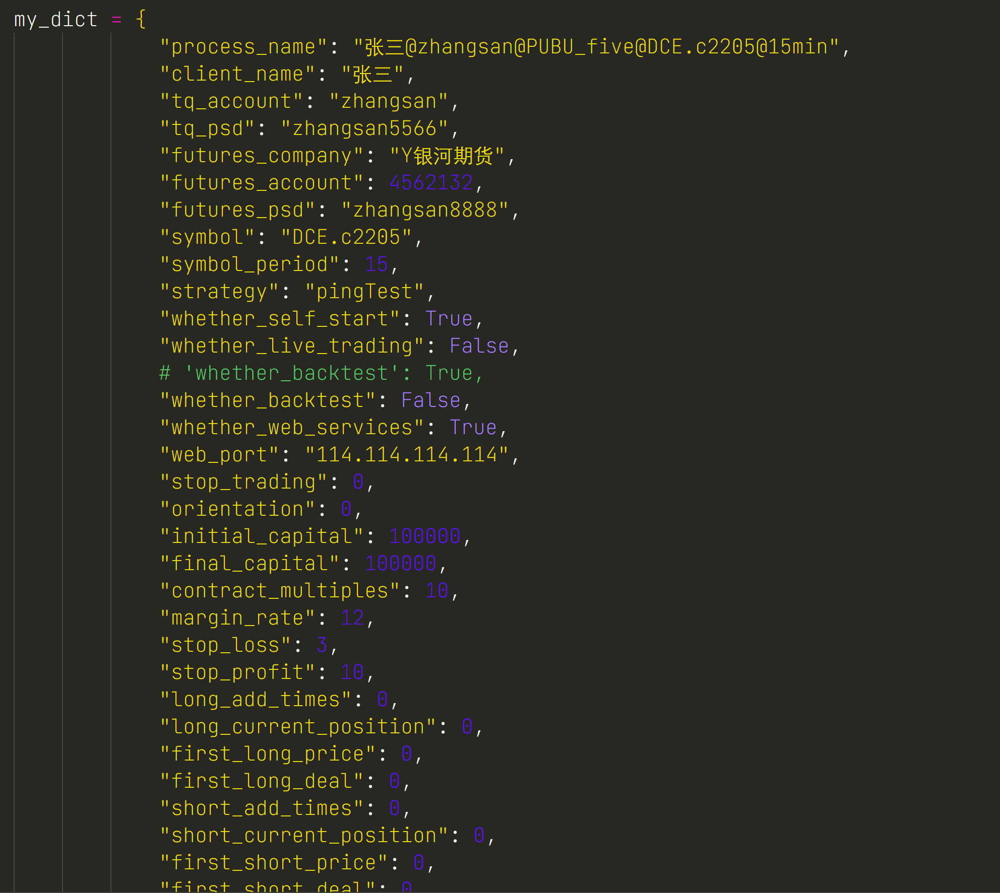 my_dict = {
"process_name": "张三@zhangsan@PUBU_five@DCE.c2205@15min",
"client_name": "张三",
"tq_account": "zhangsan",
"tq_psd": "zhangsan5566",
"futures_company": "Y银河期货",
"futures_account": 4562132,
"futures_psd": "zhangsan8888",
"symbol": "DCE.c2205",
"symbol_period": 15,
"strategy": "pingTest",
"whether_self_start": True,
"whether_live_trading": False,
# 'whether_backtest': True,
"whether_backtest": False,
"whether_web_services": True,
"web_port": "114.114.114.114",
"stop_trading": 0,
"orientation": 0,
"initial_capital": 100000,
"final_capital": 100000,
"contract_multiples": 10,
"margin_rate": 12,
"stop_loss": 3,
"stop_profit": 10,
"long_add_times": 0,
"long_current_position": 0,
"first_long_price": 0,
"first_long_deal": 0,
"short_add_times": 0,
"short_current_position": 0,
"first_short_price": 0,
"first_short_deal": 0